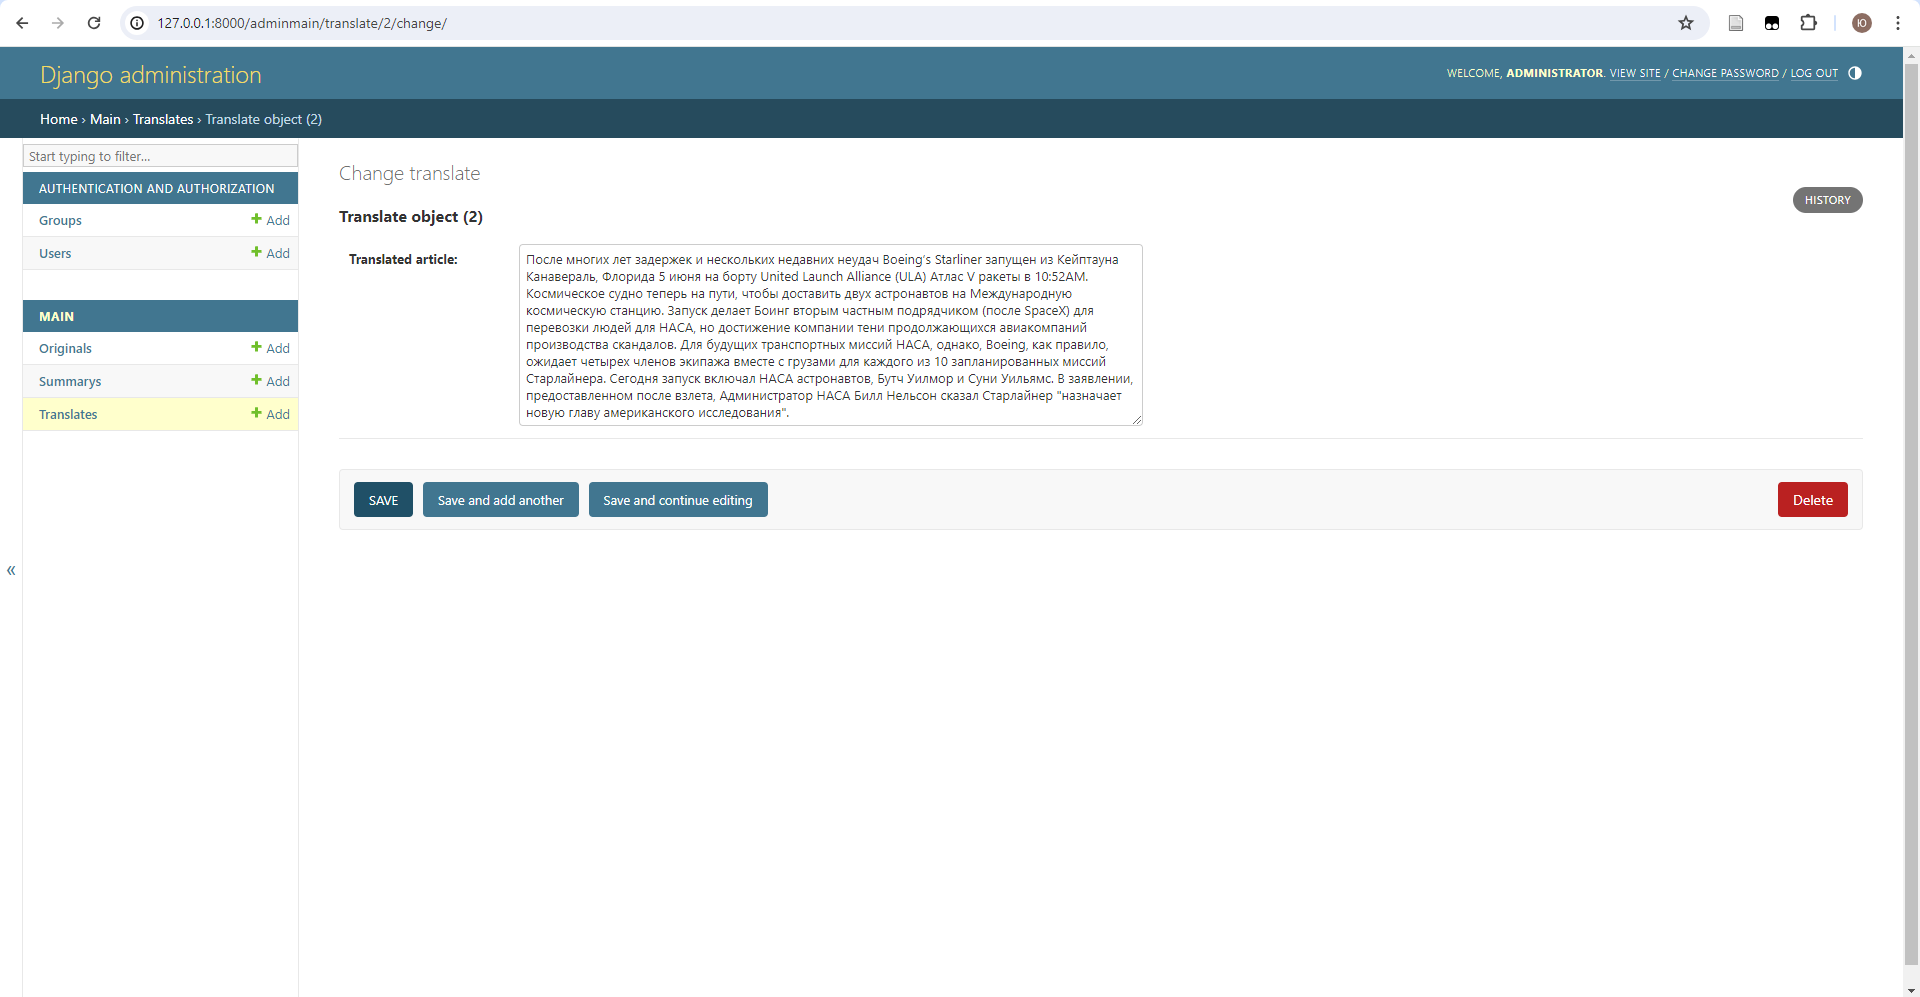 127.0.0.1:8000/adminmain/translate/2/change/
Ю
Django administration
WELCOME, ADMINISTRATOR. VIEW SITE / CHANGE PASSWORD / LOG OUT
Home › Main › Translates › Translate object (2)
Start typing to filter...
AUTHENTICATION AND AUTHORIZATION
Groups
Add
Users
Add
MAIN
Originals
Add
Summarys
Add
Translates
Add
«
Change translate
HISTORY
Translate object (2)
Translated article:
После многих лет задержек и нескольких недавних неудач Boeing’s Starliner запущен из Кейптауна
Канавераль, Флорида 5 июня на борту United Launch Alliance (ULA) Атлас V ракеты в 10:52AM.
Космическое судно теперь на пути, чтобы доставить двух астронавтов на Международную
космическую станцию. Запуск делает Боинг вторым частным подрядчиком (после SpaceX) для
перевозки людей для НАСА, но достижение компании тени продолжающихся авиакомпаний
производства скандалов. Для будущих транспортных миссий НАСА, однако, Boeing, как правило,
ожидает четырех членов экипажа вместе с грузами для каждого из 10 запланированных миссий
Старлайнера. Сегодня запуск включал НАСА астронавтов, Бутч Уилмор и Суни Уильямс. В заявлении,
предоставленном после взлета, Администратор НАСА Билл Нельсон сказал Старлайнер "назначает
новую главу американского исследования".
SAVE
Save and add another
Save and continue editing
Delete